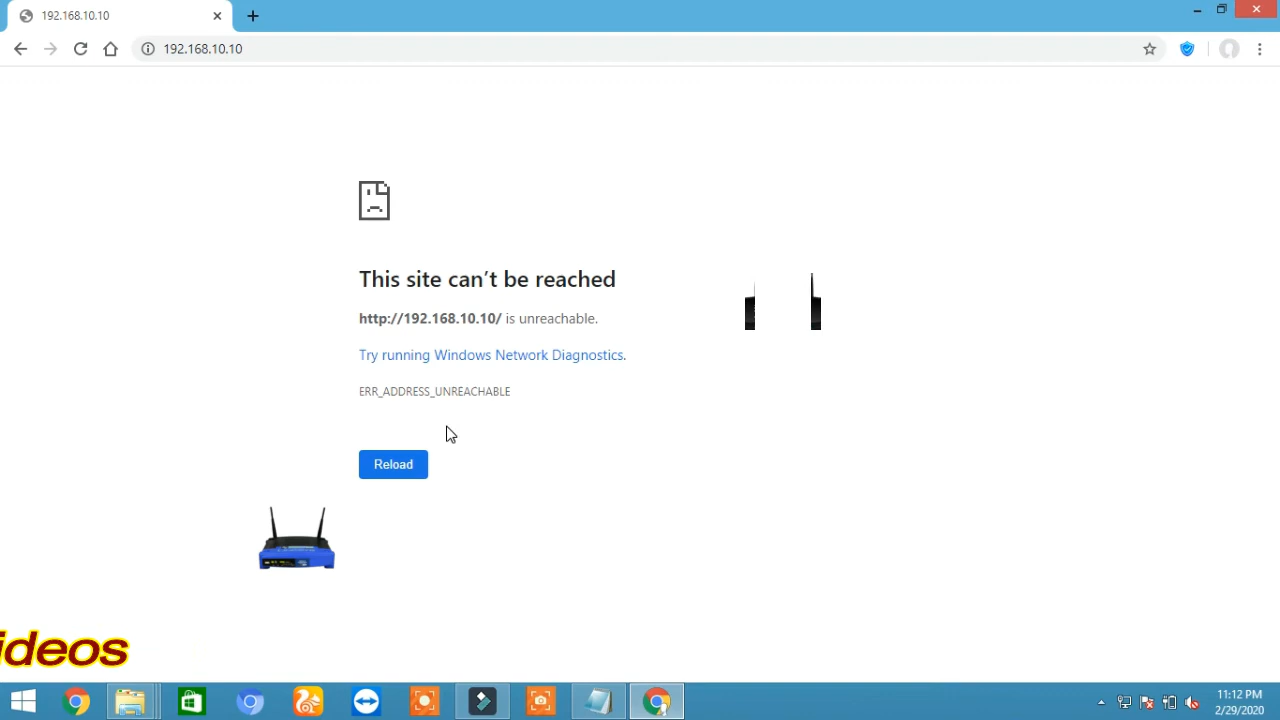 192.168.10.10
192.168.10.10
This site can’t be reached
http://192.168.10.10/ is unreachable.
Try running Windows Network Diagnostics.
ERR_ADDRESS_UNREACHABLE
Reload
ideos
11:12 PM
2/29/2020